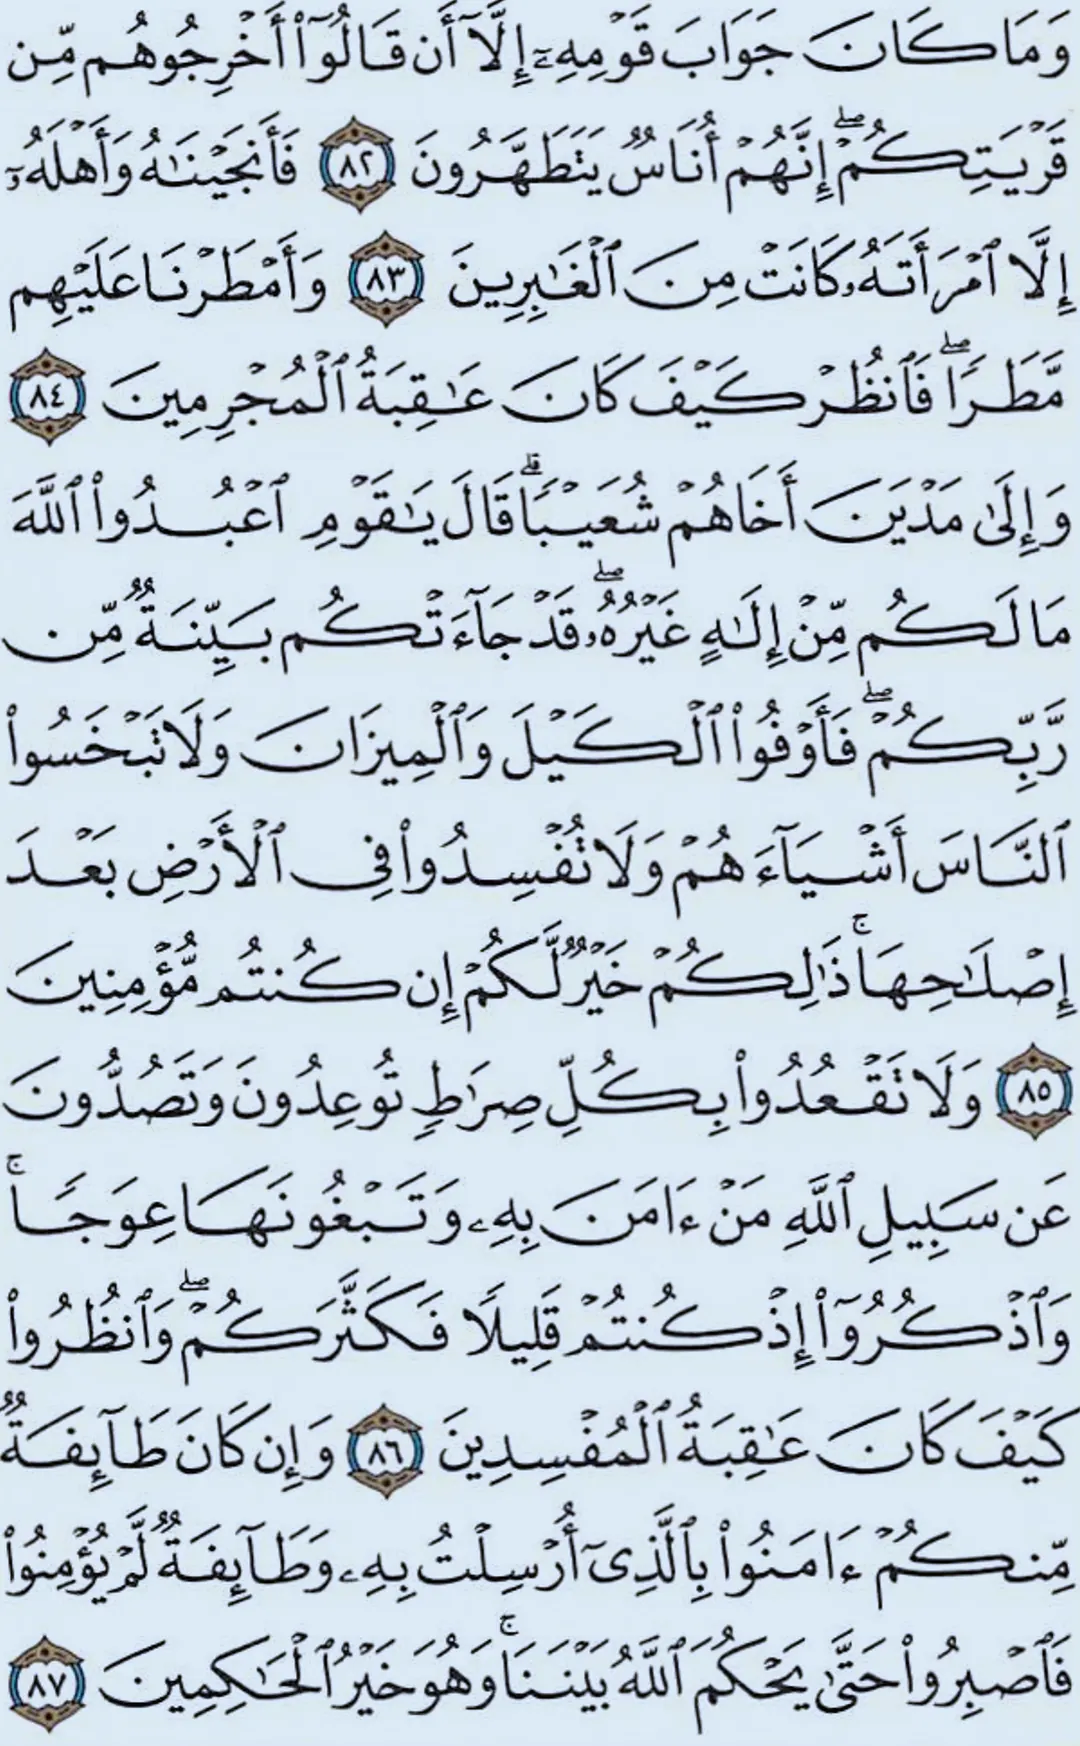 وَمَا كَانَ جَوَابَ قَوْمِهِۦٓ إِلَّآ أَن قَالُوٓا۟ أَخْرِجُوهُم مِّن
قَرْيَتِكُمْ ۖ إِنَّهُمْ أُنَاسٌ يَتَطَهَّرُونَ ٨٢ فَأَنجَيْنَـٰهُ وَأَهْلَهُۥٓ
إِلَّا ٱمْرَأَتَهُۥ كَانَتْ مِنَ ٱلْغَـٰبِرِينَ ٨٣ وَأَمْطَرْنَا عَلَيْهِم
مَّطَرًا ۖ فَٱنظُرْ كَيْفَ كَانَ عَـٰقِبَةُ ٱلْمُجْرِمِينَ ٨٤
وَإِلَىٰ مَدْيَنَ أَخَاهُمْ شُعَيْبًا ۗ قَالَ يَـٰقَوْمِ ٱعْبُدُوا۟ ٱللَّهَ
مَا لَكُم مِّنْ إِلَـٰهٍ غَيْرُهُۥ ۖ قَدْ جَآءَتْكُم بَيِّنَةٌ مِّن
رَّبِّكُمْ ۖ فَأَوْفُوا۟ ٱلْكَيْلَ وَٱلْمِيزَانَ وَلَا تَبْخَسُوا۟
ٱلنَّاسَ أَشْيَآءَهُمْ وَلَا تُفْسِدُوا۟ فِى ٱلْأَرْضِ بَعْدَ
إِصْلَـٰحِهَا ۚ ذَٰلِكُمْ خَيْرٌ لَّكُمْ إِن كُنتُم مُّؤْمِنِينَ
٨٥ وَلَا تَقْعُدُوا۟ بِكُلِّ صِرَٰطٍ تُوعِدُونَ وَتَصُدُّونَ
عَن سَبِيلِ ٱللَّهِ مَنْ ءَامَنَ بِهِۦ وَتَبْغُونَهَا عِوَجًا ۚ
وَٱذْكُرُوٓا۟ إِذْ كُنتُمْ قَلِيلًا فَكَثَّرَكُمْ ۖ وَٱنظُرُوا۟
كَيْفَ كَانَ عَـٰقِبَةُ ٱلْمُفْسِدِينَ ٨٦ وَإِن كَانَ طَآئِفَةٌ
مِّنكُمْ ءَامَنُوا۟ بِٱلَّذِىٓ أُرْسِلْتُ بِهِۦ وَطَآئِفَةٌ لَّمْ يُؤْمِنُوا۟
فَٱصْبِرُوا۟ حَتَّىٰ يَحْكُمَ ٱللَّهُ بَيْنَنَا ۚ وَهُوَ خَيْرُ ٱلْحَـٰكِمِينَ ٨٧